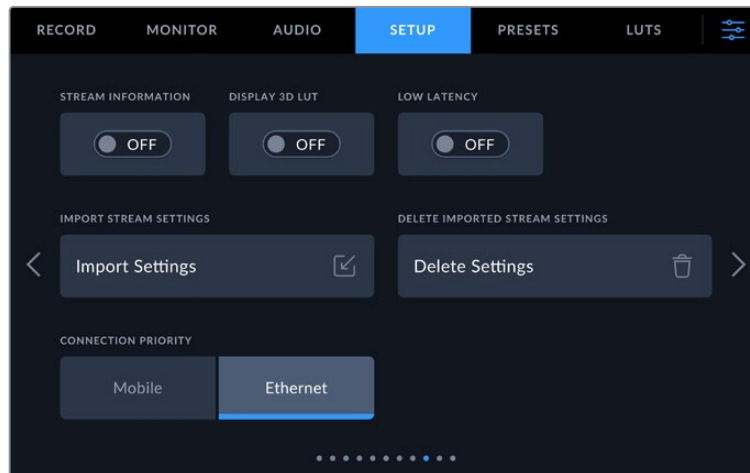 RECORD MONITOR AUDIO SETUP PRESETS LUTS
STREAM INFORMATION DISPLAY 3D LUT LOW LATENCY
OFF OFF OFF
IMPORT STREAM SETTINGS DELETE IMPORTED STREAM SETTINGS
Import Settings Delete Settings
CONNECTION PRIORITY
Mobile Ethernet